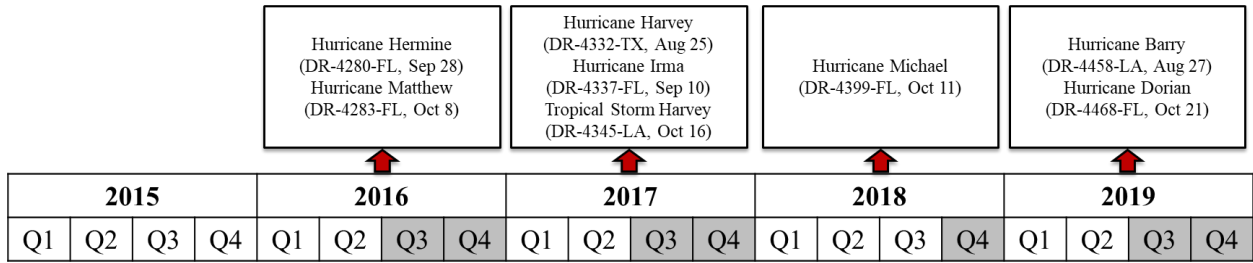 Hurricane Hermine
(DR-4280-FL, Sep 28)
Hurricane Matthew
(DR-4283-FL, Oct 8)
Hurricane Harvey
(DR-4332-TX, Aug 25)
Hurricane Irma
(DR-4337-FL, Sep 10)
Tropical Storm Harvey
(DR-4345-LA, Oct 16)
Hurricane Michael
(DR-4399-FL, Oct 11)
Hurricane Barry
(DR-4458-LA, Aug 27)
Hurricane Dorian
(DR-4468-FL, Oct 21)
2015 2016 2017 2018 2019
Q1 Q2 Q3 Q4 Q1 Q2 Q3 Q4 Q1 Q2 Q3 Q4 Q1 Q2 Q3 Q4 Q1 Q2 Q3 Q4